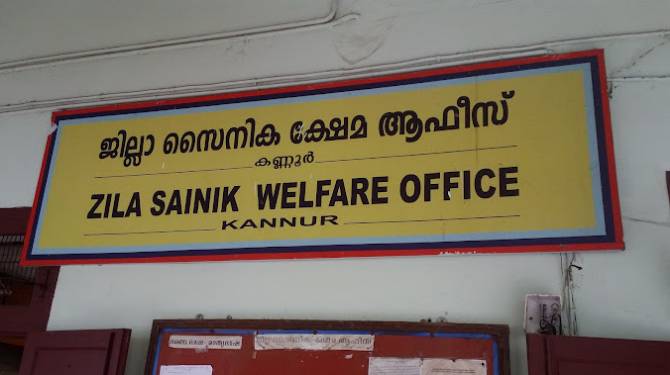 ജില്ലാ സൈനിക ക്ഷേമ ആഫീസ്
കണ്ണൂർ
ZILA SAINIK WELFARE OFFICE
KANNUR